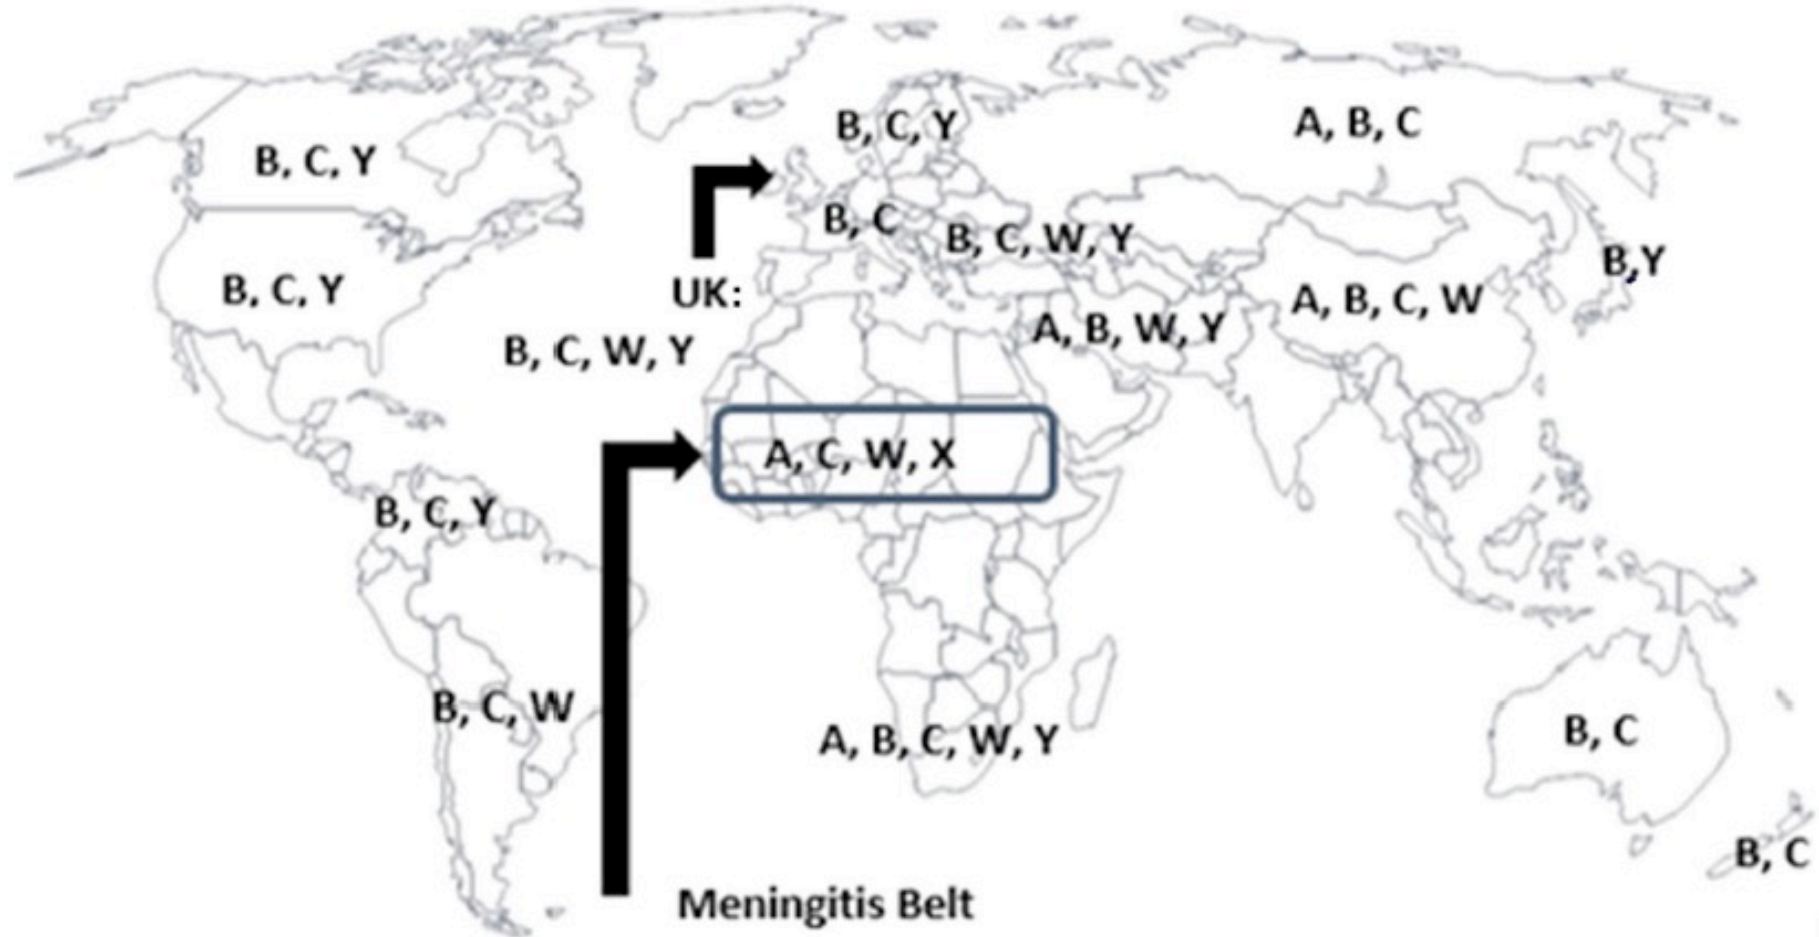 B, C, Y
A, B, C
B, C, Y
B, C
B, C, W, Y
B,Y
B, C, Y
UK:
A, B, C, W
A, B, W, Y
B, C, W, Y
A, C, W, X
B, C, Y
B, C, W
A, B, C, W, Y
B, C
B, C
Meningitis Belt